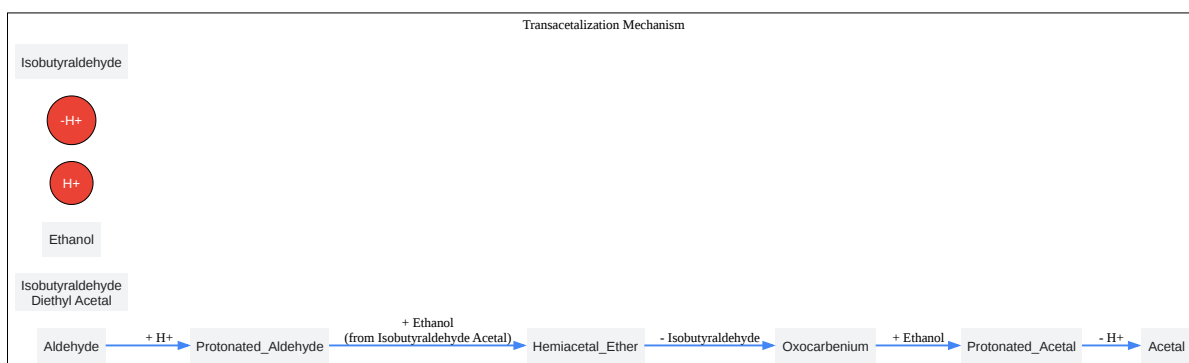 Transacetalization Mechanism
Isobutyraldehyde
-H+
H+
Ethanol
Isobutyraldehyde
Diethyl Acetal
Aldehyde
+ H+
Protonated_Aldehyde
+ Ethanol
(from Isobutyraldehyde Acetal)
Hemiacetal_Ether
- Isobutyraldehyde
Oxocarbenium
+ Ethanol
Protonated_Acetal
- H+
Acetal